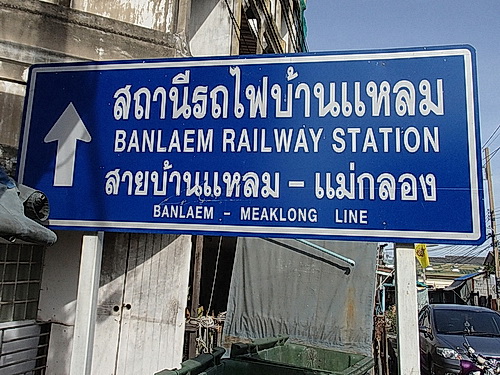 สถานีรถไฟบ้านแหลม
BANLAEM RAILWAY STATION
สายบ้านแหลม - แม่กลอง
BANLAEM - MEAKLONG LINE